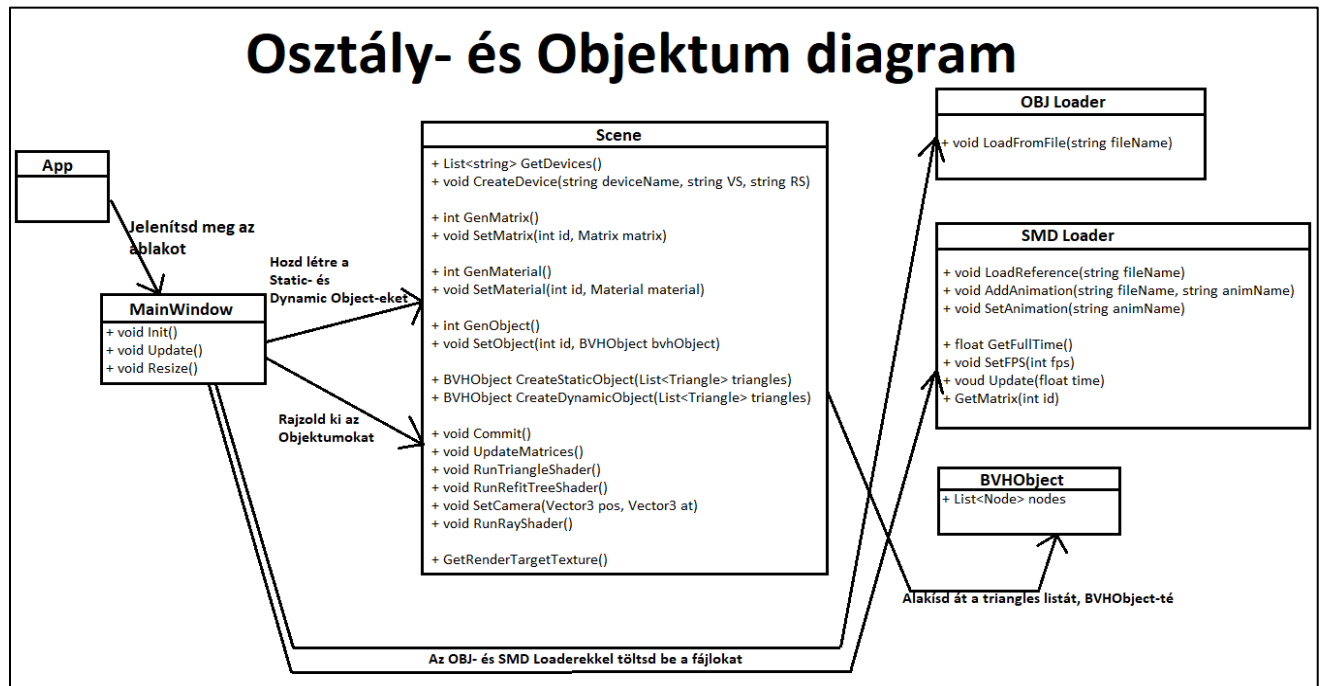 Osztály- és Objektum diagram
App
Jelenítsd meg az
ablakot
MainWindow
+ void Init()
+ void Update()
+ void Resize()
Hozd létre a
Static- és
Dynamic Object-eket
Rajzold ki az
Objektumokat
Scene
+ List<string> GetDevices()
+ void CreateDevice(string deviceName, string VS, string RS)
+ int GenMatrix()
+ void SetMatrix(int id, Matrix matrix)
+ int GenMaterial()
+ void SetMaterial(int id, Material material)
+ int GenObject()
+ void SetObject(int id, BVHObject bvhObject)
+ BVHObject CreateStaticObject(List<Triangle> triangles)
+ BVHObject CreateDynamicObject(List<Triangle> triangles)
+ void Commit()
+ void UpdateMatrices()
+ void RunTriangleShader()
+ void RunRefitTreeShader()
+ void SetCamera(Vector3 pos, Vector3 at)
+ void RunRayShader()
+ GetRenderTargetTexture()
OBJ Loader
+ void LoadFromFile(string fileName)
SMD Loader
+ void LoadReference(string fileName)
+ void AddAnimation(string fileName, string animName)
+ void SetAnimation(string animName)
+ float GetFullTime()
+ void SetFPS(int fps)
+ voud Update(float time)
+ GetMatrix(int id)
BVHObject
+ List<Node> nodes
Alakísd át a triangles listát, BVHObject-té
Az OBJ- és SMD Loaderekkel töltsd be a fájlokat